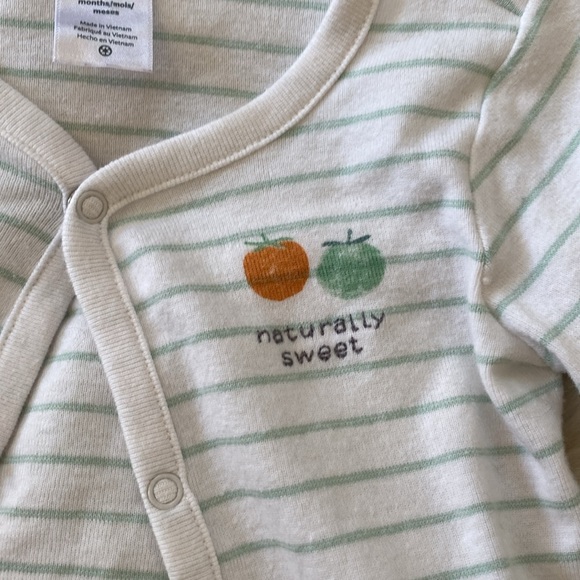 months/mois/
meses
Made in Vietnam
Fabriqué au Vietnam
Hecho en Vietnam
naturally
sweet